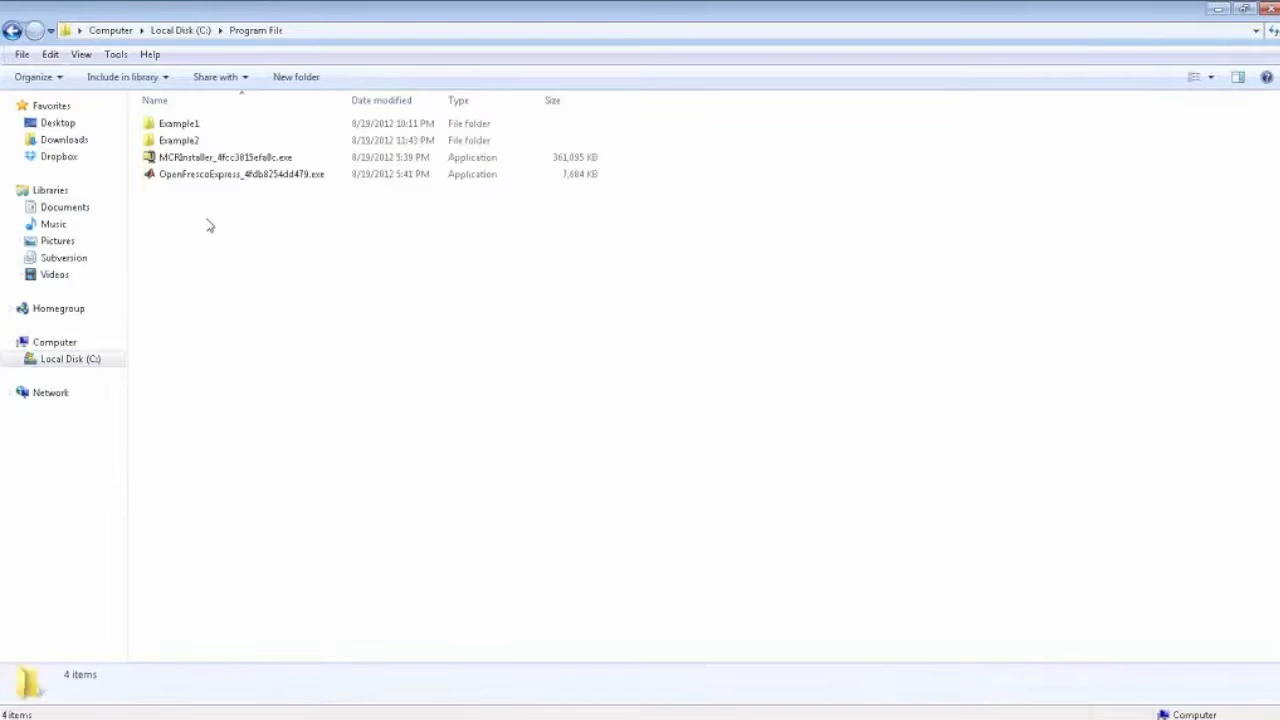 Computer Local Disk (C:) Program File
File Edit View Tools Help
Organize Include in library Share with New folder
Name Date modified Type Size
Favorites
Desktop
Downloads
Dropbox
Libraries
Documents
Music
Pictures
Subversion
Videos
Homegroup
Computer
Local Disk (C:)
Network
Example1 8/19/2012 10:11 PM File folder
Example2 8/19/2012 11:43 PM File folder
MCRInstaller_4fcc3815efa8c.exe 8/19/2012 5:39 PM Application 361,095 KB
OpenFrescoExpress_4fdb8254dd479.exe 8/19/2012 5:41 PM Application 7,684 KB
4 items
4 items Computer